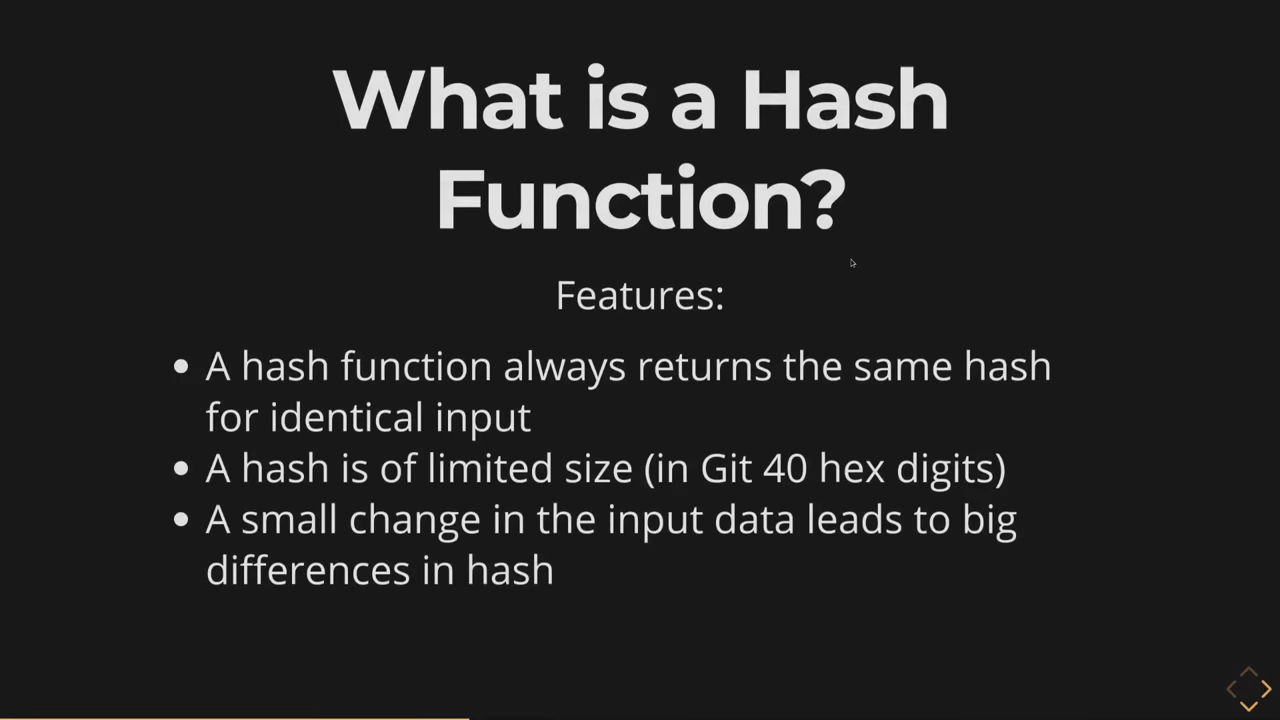 What is a Hash
Function?
Features:
• A hash function always returns the same hash
for identical input
• A hash is of limited size (in Git 40 hex digits)
• A small change in the input data leads to big
differences in hash